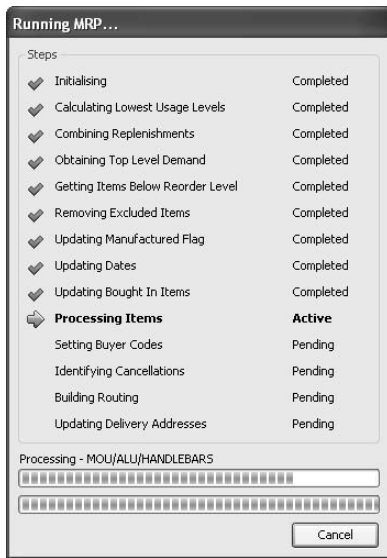 Running MRP...
Steps
Initialising Completed
Calculating Lowest Usage Levels Completed
Combining Replenishments Completed
Obtaining Top Level Demand Completed
Getting Items Below Reorder Level Completed
Removing Excluded Items Completed
Updating Manufactured Flag Completed
Updating Dates Completed
Updating Bought In Items Completed
Processing Items Active
Setting Buyer Codes Pending
Identifying Cancellations Pending
Building Routing Pending
Updating Delivery Addresses Pending
Processing - MOU/ALU/HANDLEBARS
Cancel